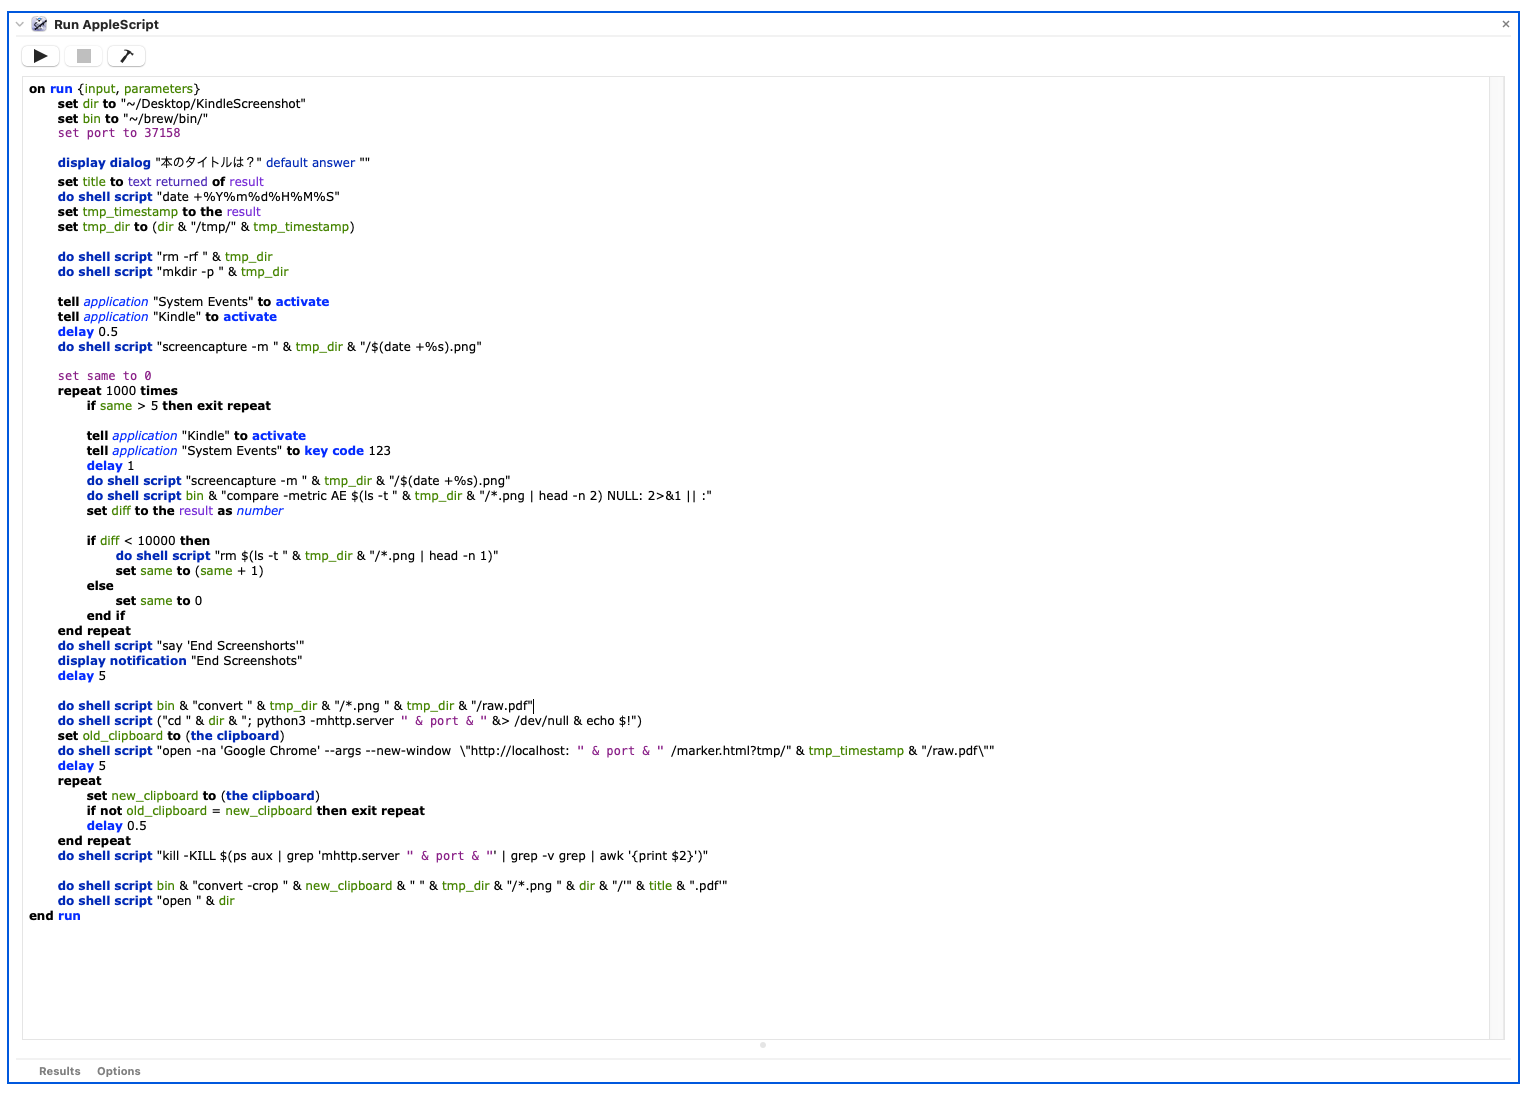 Run AppleScript
on run {input, parameters}
set dir to "~/Desktop/KindleScreenshot"
set bin to "~/brew/bin/"
set port to 37158
display dialog "本のタイトルは？" default answer ""
set title to text returned of result
do shell script "date +%Y%m%d%H%M%S"
set tmp_timestamp to the result
set tmp_dir to (dir & "/tmp/" & tmp_timestamp)
do shell script "rm -rf " & tmp_dir
do shell script "mkdir -p " & tmp_dir
tell application "System Events" to activate
tell application "Kindle" to activate
delay 0.5
do shell script "screencapture -m " & tmp_dir & "/$(date +%s).png"
set same to 0
repeat 1000 times
if same > 5 then exit repeat
tell application "Kindle" to activate
tell application "System Events" to key code 123
delay 1
do shell script "screencapture -m " & tmp_dir & "/$(date +%s).png"
do shell script bin & "compare -metric AE $(ls -t " & tmp_dir & "/*.png | head -n 2) NULL: 2>&1 || :"
set diff to the result as number
if diff < 10000 then
do shell script "rm $(ls -t " & tmp_dir & "/*.png | head -n 1)"
set same to (same + 1)
else
set same to 0
end if
end repeat
do shell script "say 'End Screenshorts'"
display notification "End Screenshots"
delay 5
do shell script bin & "convert " & tmp_dir & "/*.png " & tmp_dir & "/raw.pdf"
do shell script ("cd " & dir & "; python3 -mhttp.server " & port & " &> /dev/null & echo $!")
set old_clipboard to (the clipboard)
do shell script "open -na 'Google Chrome' --args --new-window  \"http://localhost: " & port & " /marker.html?tmp/" & tmp_timestamp & "/raw.pdf\""
delay 5
repeat
set new_clipboard to (the clipboard)
if not old_clipboard = new_clipboard then exit repeat
delay 0.5
end repeat
do shell script "kill -KILL $(ps aux | grep 'mhttp.server " & port & "' | grep -v grep | awk '{print $2}')"
do shell script bin & "convert -crop " & new_clipboard & " " & tmp_dir & "/*.png " & dir & "/'" & title & ".pdf'"
do shell script "open " & dir
end run
Results Options